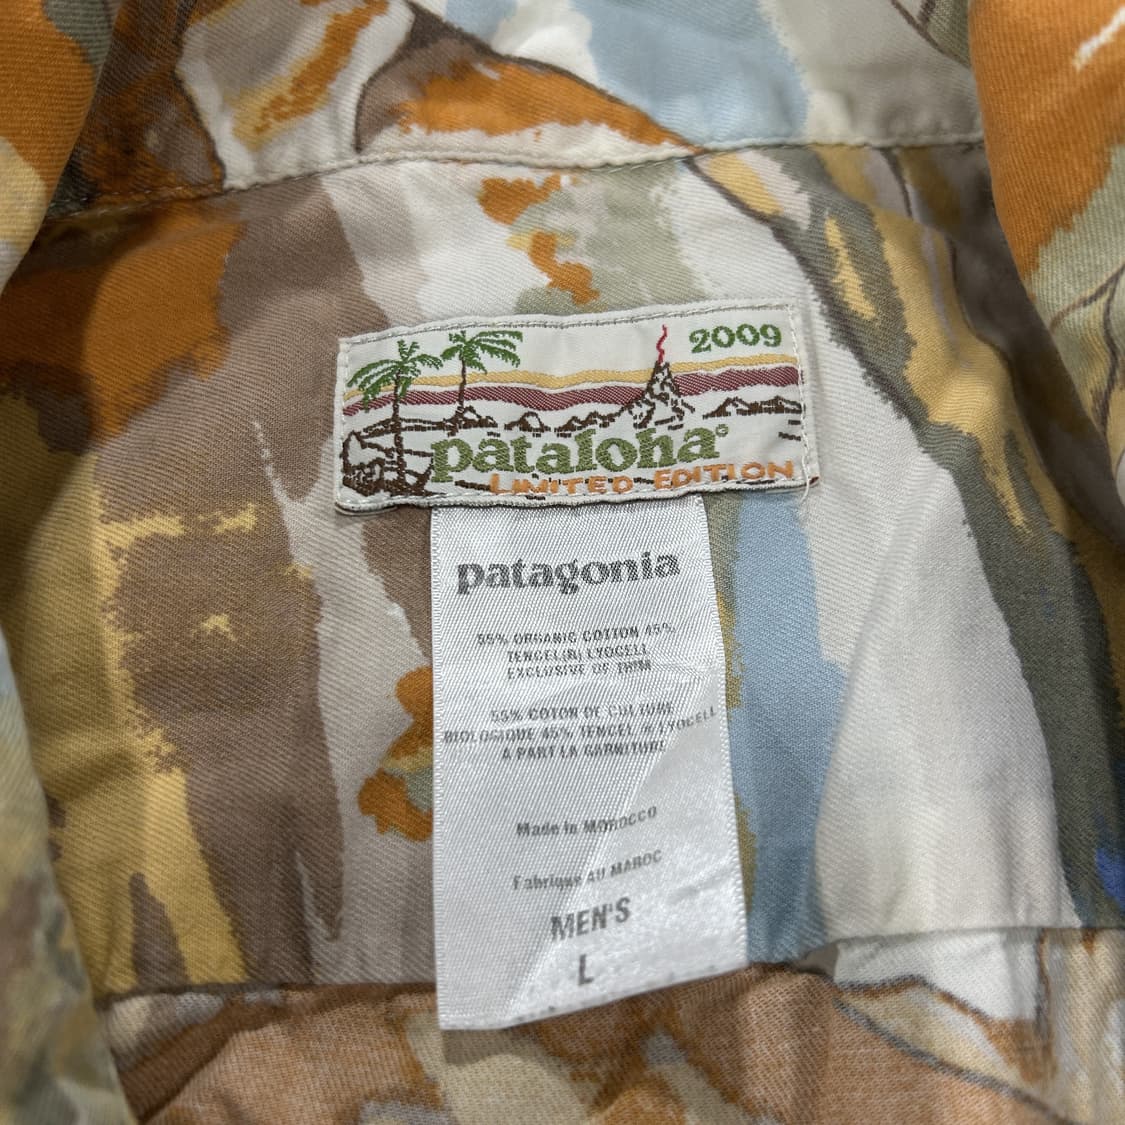 2009
pataloha®
LIMITED EDITION
patagonia
55% ORGANIC COTTON 45%
TENCEL(R) LYOCELL
EXCLUSIVE OF TRIM
55% COTON DE CULTURE
BIOLOGIQUE 45% TENCEL ® LYOCELL
A PART LA GARNITURE
Made in MOROCCO
Fabrique AU MAROC
MEN'S
L